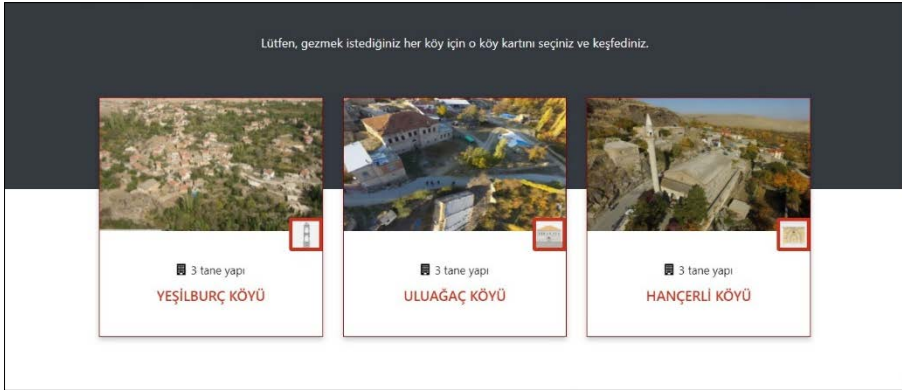 Lütfen, gezmek istediğiniz her köy için o köy kartını seçiniz ve keşfediniz.
3 tane yapı
YEŞİLBURÇ KÖYÜ
3 tane yapı
ULUAĞAÇ KÖYÜ
3 tane yapı
HANÇERLİ KÖYÜ